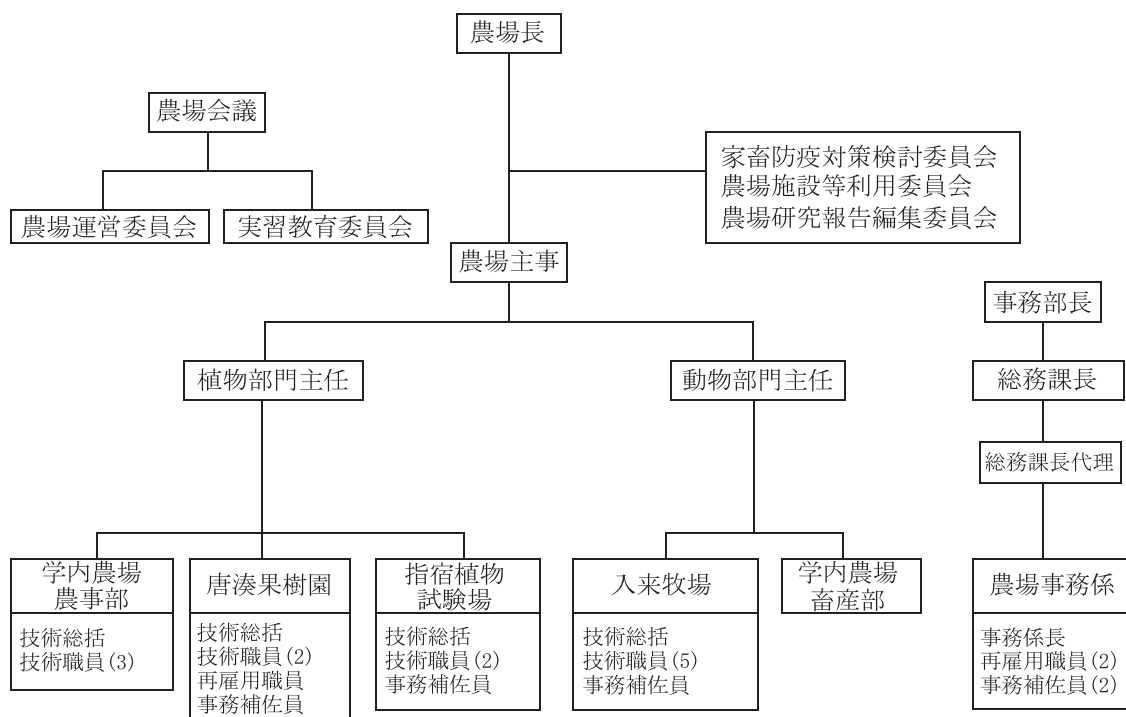 農場長
農場会議
家畜防疫対策検討委員会
農場施設等利用委員会
農場研究報告編集委員会
農場運営委員会
実習教育委員会
農場主事
事務部長
植物部門主任
動物部門主任
総務課長
総務課長代理
学内農場
農事部
技術総括
技術職員(3)
唐湊果樹園
技術総括
技術職員(2)
再雇用職員
事務補佐員
指宿植物
試験場
技術総括
技術職員(2)
事務補佐員
入来牧場
技術総括
技術職員(5)
事務補佐員
学内農場
畜産部
農場事務係
事務係長
再雇用職員(2)
事務補佐員(2)